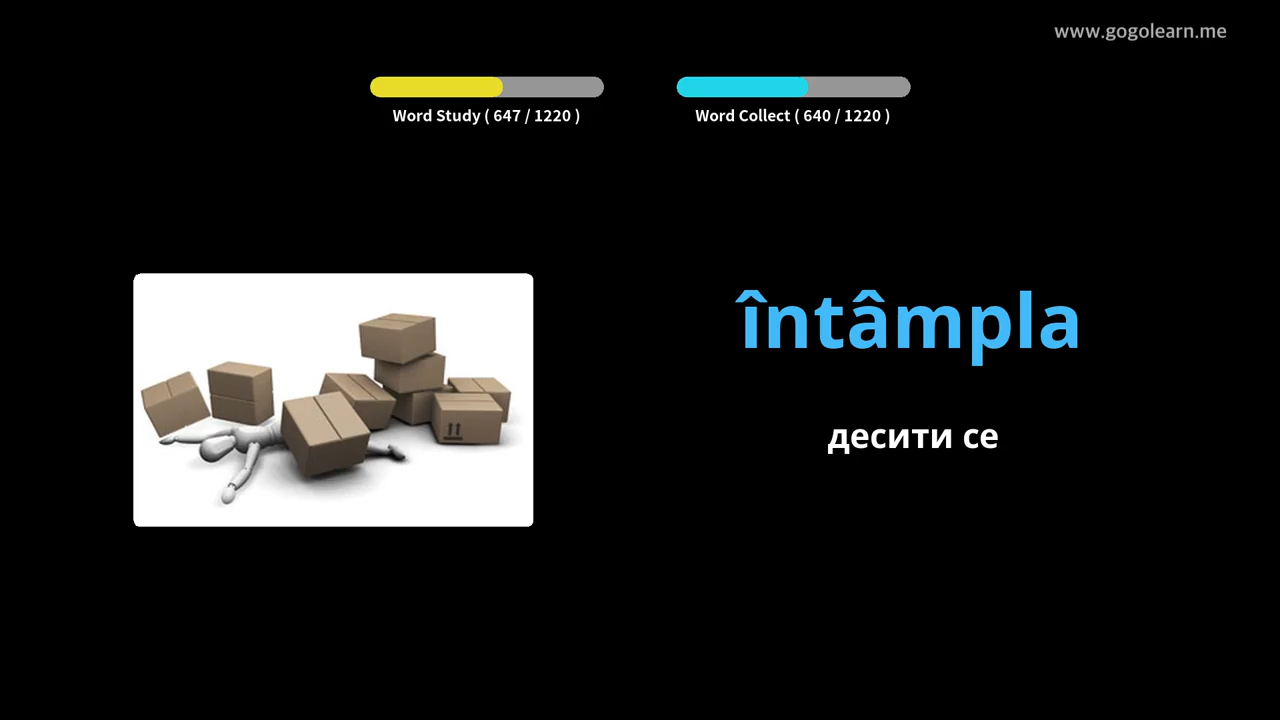 www.gogolearn.me
Word Study ( 647 / 1220 )
Word Collect ( 640 / 1220 )
întâmpla
десити се